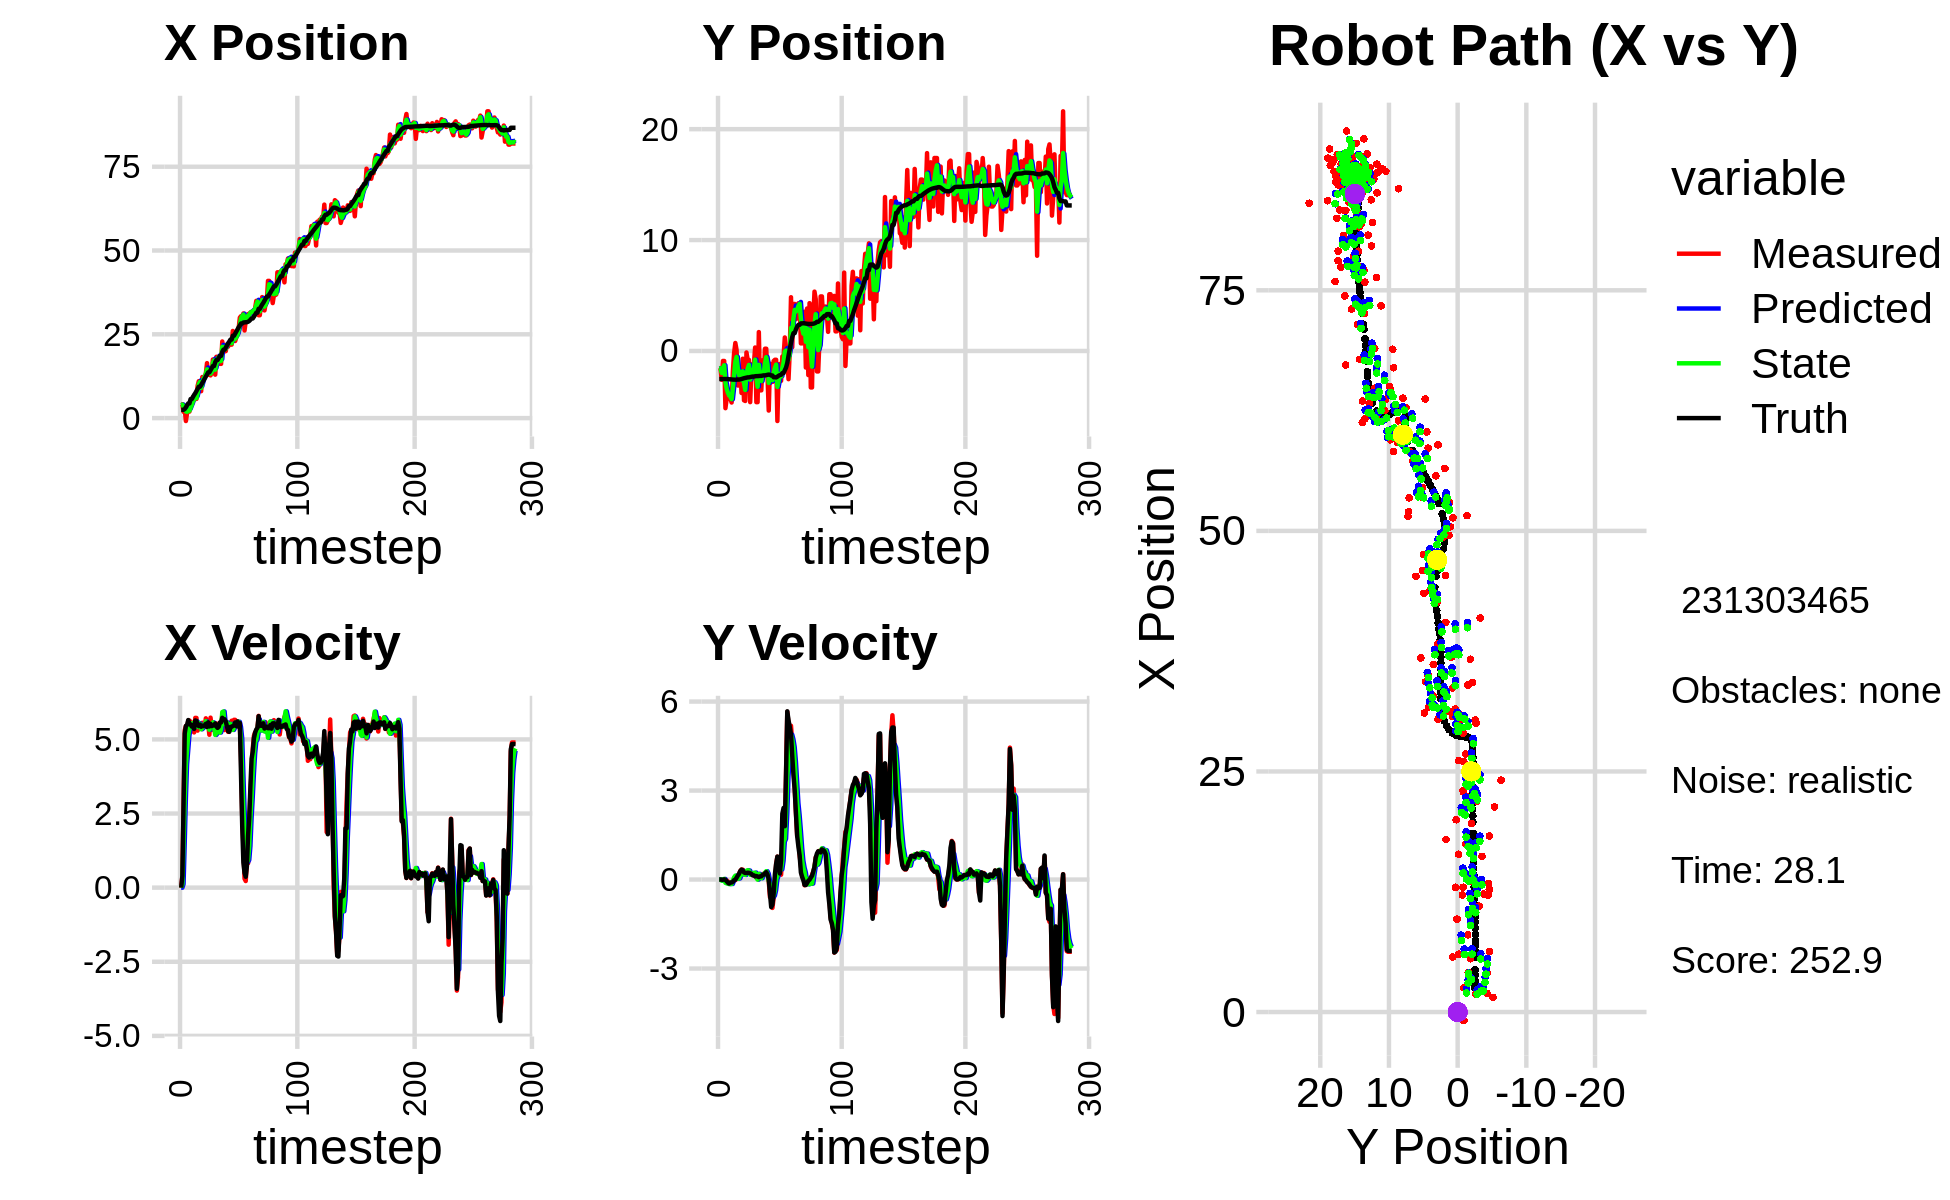 X Position
75
50
25
0
0
100
200
300
timestep
Y Position
20
10
0
0
100
200
300
timestep
X Velocity
5.0
2.5
0.0
-2.5
-5.0
0
100
200
300
timestep
Y Velocity
6
3
0
-3
0
100
200
300
timestep
Robot Path (X vs Y)
X Position
75
50
25
0
20 10 0 -10 -20
Y Position
variable
Measured
Predicted
State
Truth
231303465
Obstacles: none
Noise: realistic
Time: 28.1
Score: 252.9